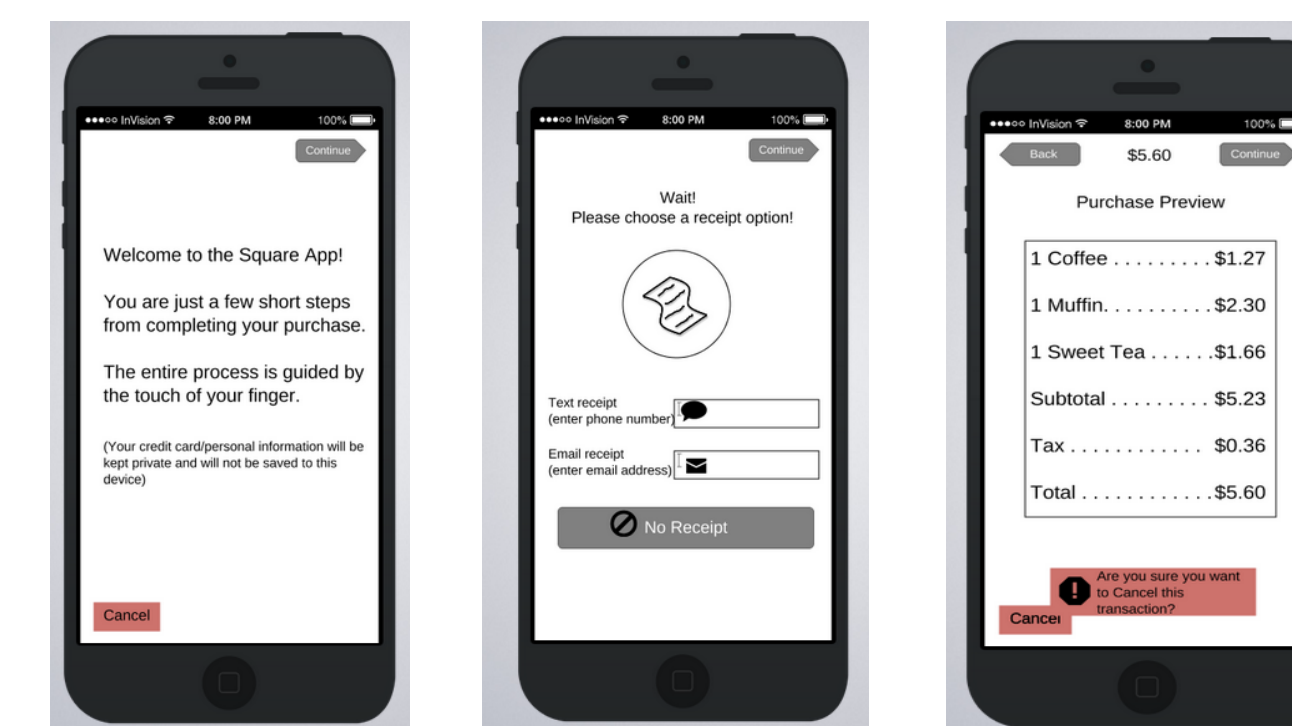 InVision 8:00 PM 100%
Continue
Welcome to the Square App!
You are just a few short steps
from completing your purchase.
The entire process is guided by
the touch of your finger.
(Your credit card/personal information will be
kept private and will not be saved to this
device)
Cancel
InVision 8:00 PM 100%
Continue
Wait!
Please choose a receipt option!
Text receipt
(enter phone number)
Email receipt
(enter email address)
No Receipt
InVision 8:00 PM 100%
Back $5.60 Continue
Purchase Preview
1 Coffee . . . . . . . . . $1.27
1 Muffin. . . . . . . . . . $2.30
1 Sweet Tea . . . . . .$1.66
Subtotal . . . . . . . . . $5.23
Tax . . . . . . . . . . . . $0.36
Total . . . . . . . . . . . .$5.60
Are you sure you want
to Cancel this
transaction?
Cancel